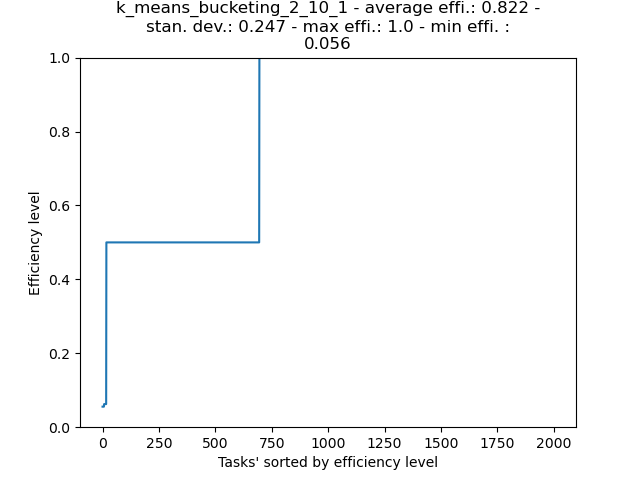 k_means_bucketing_2_10_1 - average effi.: 0.822 -
stan. dev.: 0.247 - max effi.: 1.0 - min effi. :
0.056
1.0
0.8
0.6
0.4
0.2
0.0
Efficiency level
0 250 500 750 1000 1250 1500 1750 2000
Tasks' sorted by efficiency level